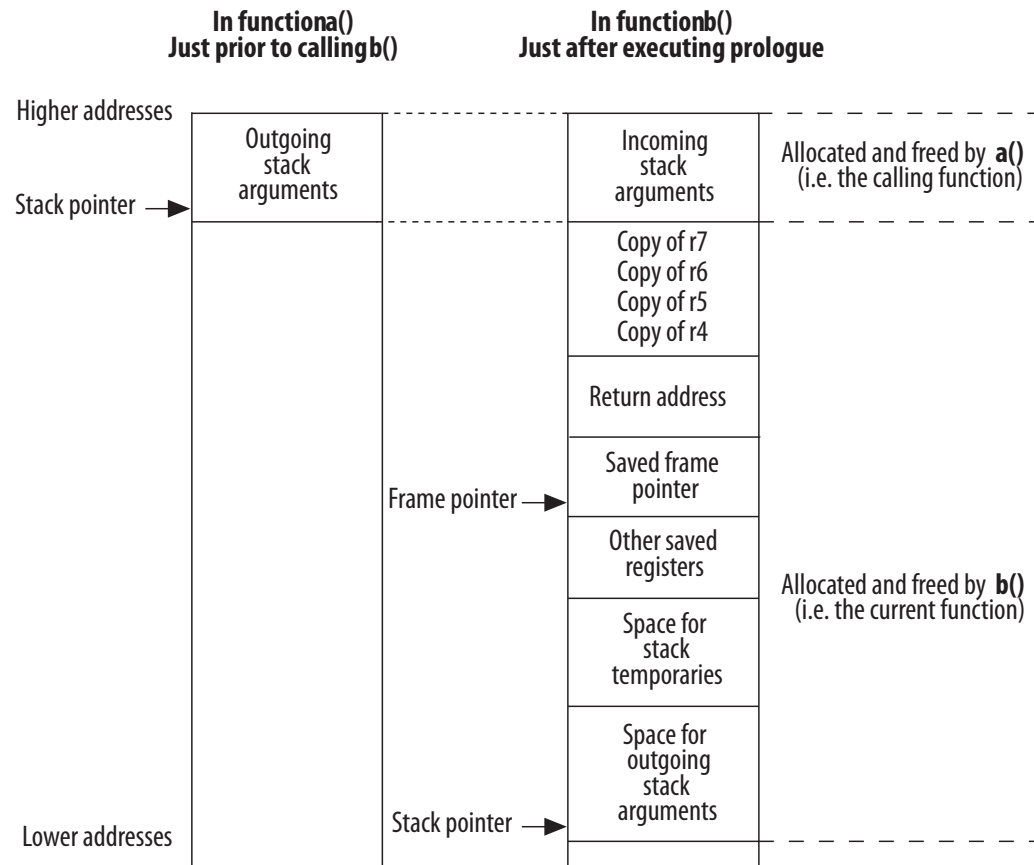 In functiona()
Just prior to callingb()
In functionb()
Just after executing prologue
Higher addresses
Outgoing
stack
arguments
Incoming
stack
arguments
Allocated and freed by a()
(i.e. the calling function)
Stack pointer
Copy of r7
Copy of r6
Copy of r5
Copy of r4
Return address
Saved frame
pointer
Frame pointer
Other saved
registers
Allocated and freed by b()
(i.e. the current function)
Space for
stack
temporaries
Space for
outgoing
stack
arguments
Stack pointer
Lower addresses